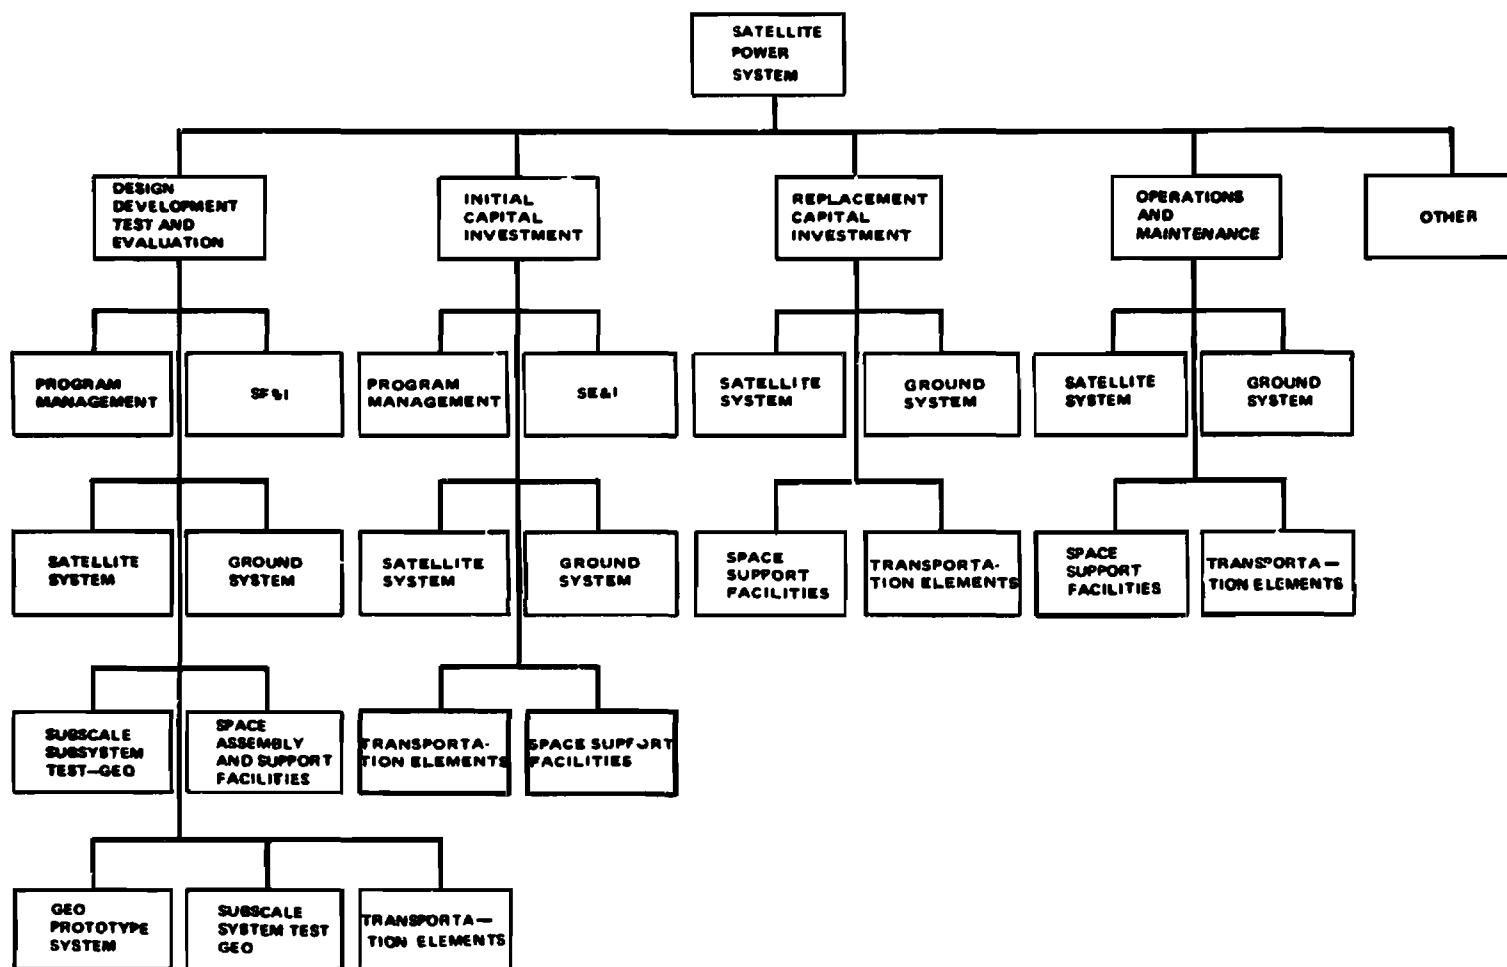 SATELLITE
POWER
SYSTEM
DESIGN
DEVELOPMENT
TEST AND
EVALUATION
INITIAL
CAPITAL
INVESTMENT
REPLACEMENT
CAPITAL
INVESTMENT
OPERATIONS
AND
MAINTENANCE
OTHER
PROGRAM
MANAGEMENT
SE&I
PROGRAM
MANAGEMENT
SE&I
SATELLITE
SYSTEM
GROUND
SYSTEM
SATELLITE
SYSTEM
GROUND
SYSTEM
SATELLITE
SYSTEM
GROUND
SYSTEM
SATELLITE
SYSTEM
GROUND
SYSTEM
SPACE
SUPPORT
FACILITIES
TRANSPORTA-
TION ELEMENTS
SPACE
SUPPORT
FACILITIES
TRANSPORTA—
TION ELEMENTS
SUBSCALE
SUBSYSTEM
TEST—GEO
SPACE
ASSEMBLY
AND SUPPORT
FACILITIES
TRANSPORTA-
TION ELEMENTS
SPACE SUPPORT
FACILITIES
GEO
PROTOTYPE
SYSTEM
SUBSCALE
SYSTEM TEST
GEO
TRANSPORTA—
TION ELEMENTS